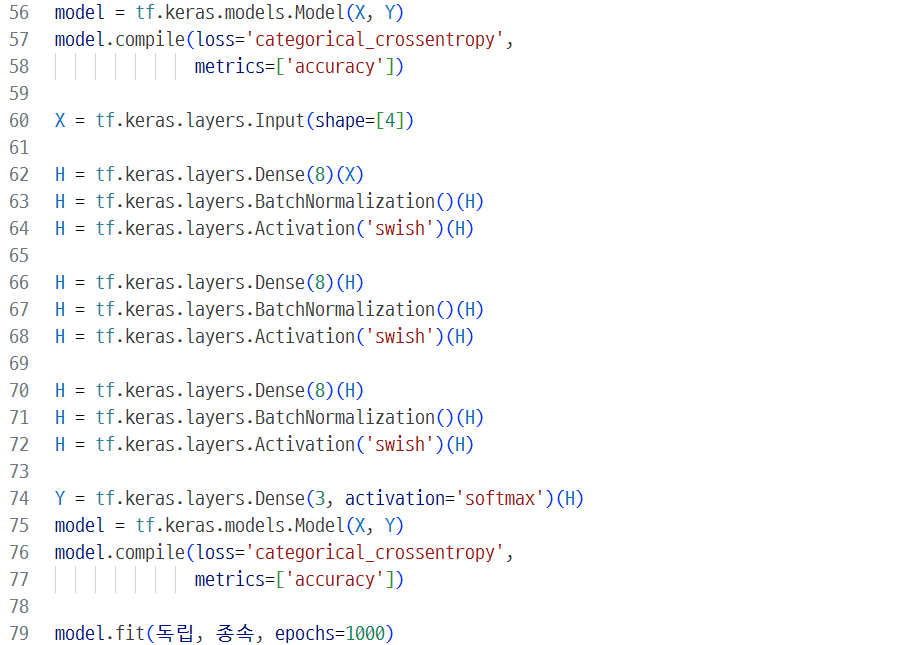 56 model = tf.keras.models.Model(X, Y)
57 model.compile(loss='categorical_crossentropy',
58               metrics=['accuracy'])
59
60 X = tf.keras.layers.Input(shape=[4])
61
62 H = tf.keras.layers.Dense(8)(X)
63 H = tf.keras.layers.BatchNormalization()(H)
64 H = tf.keras.layers.Activation('swish')(H)
65
66 H = tf.keras.layers.Dense(8)(H)
67 H = tf.keras.layers.BatchNormalization()(H)
68 H = tf.keras.layers.Activation('swish')(H)
69
70 H = tf.keras.layers.Dense(8)(H)
71 H = tf.keras.layers.BatchNormalization()(H)
72 H = tf.keras.layers.Activation('swish')(H)
73
74 Y = tf.keras.layers.Dense(3, activation='softmax')(H)
75 model = tf.keras.models.Model(X, Y)
76 model.compile(loss='categorical_crossentropy',
77               metrics=['accuracy'])
78
79 model.fit(독립, 종속, epochs=1000)